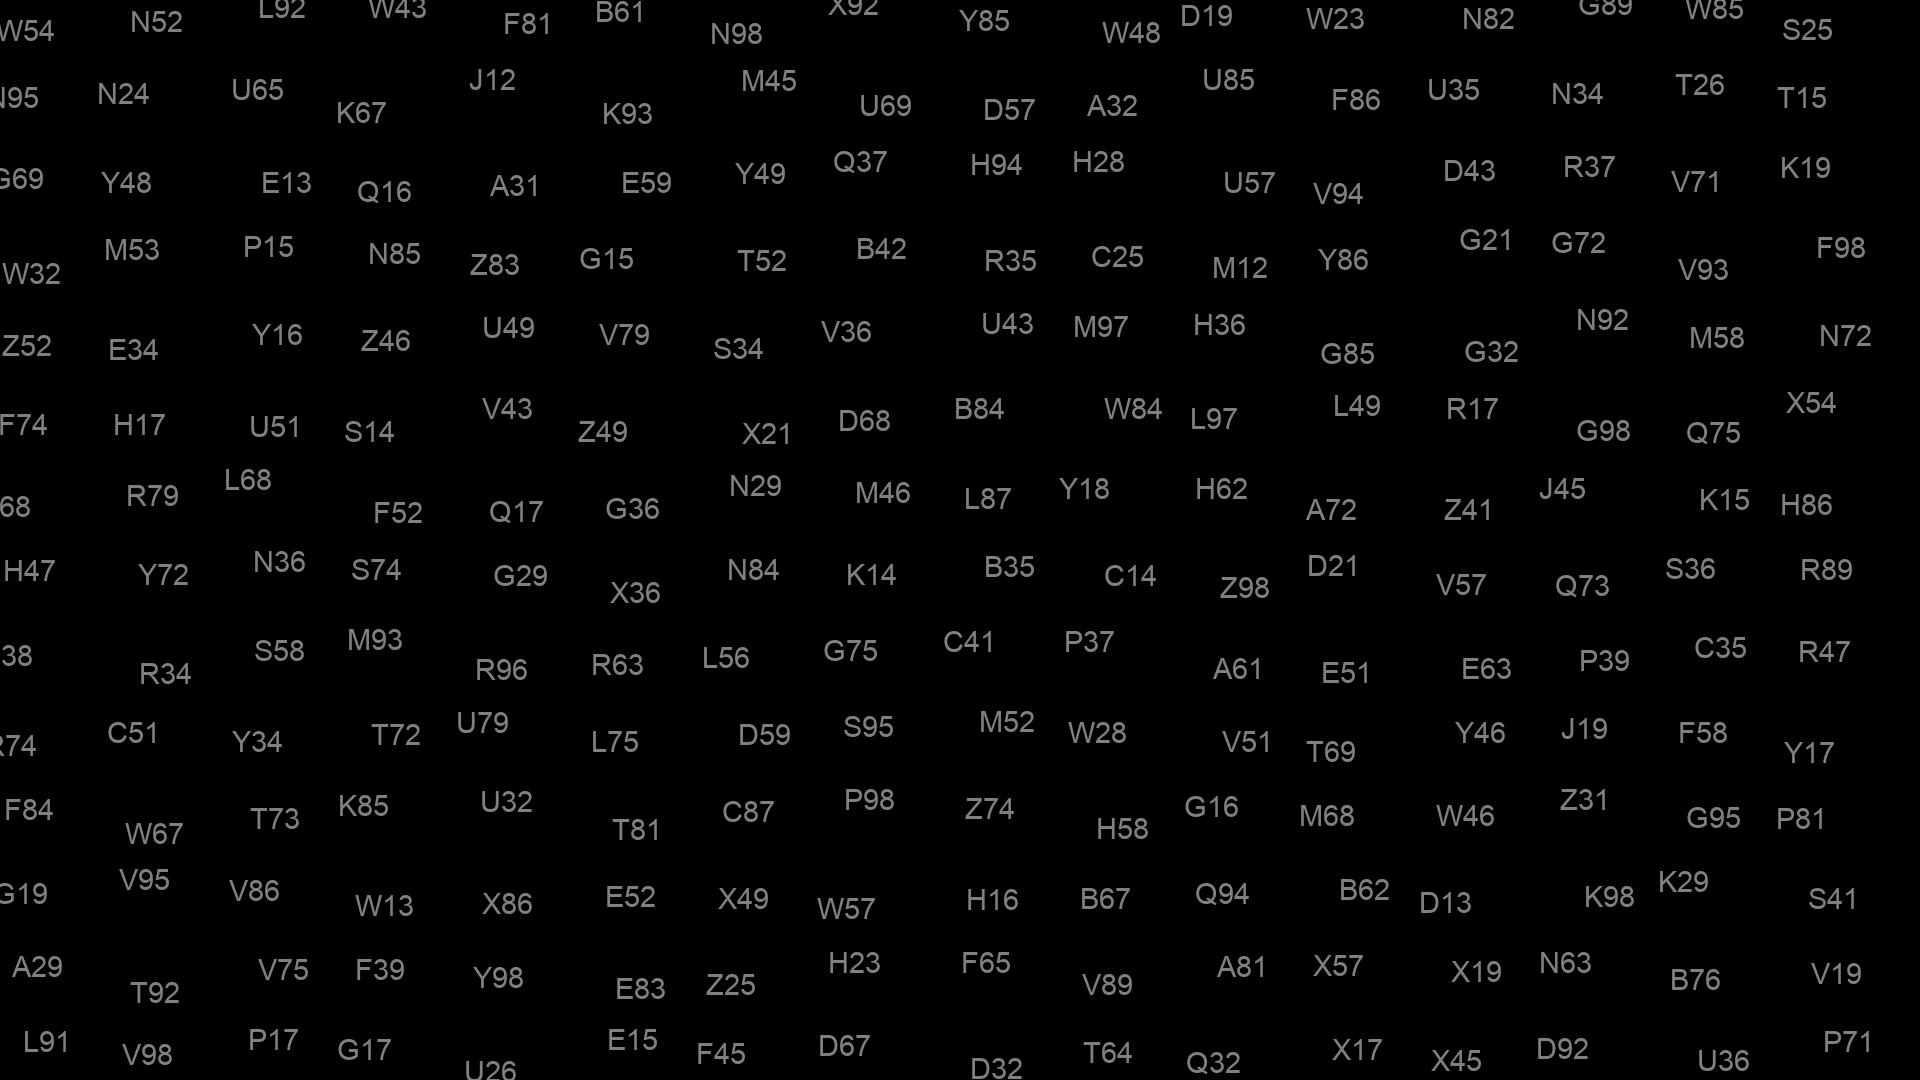 W54 N52 L92 W43 F81 B61 N98 X92 Y85 W48 D19 W23 N82 G89 W85 S25
N95 N24 U65 K67 J12 K93 M45 U69 D57 A32 U85 F86 U35 N34 T26 T15
G69 Y48 E13 Q16 A31 E59 Y49 Q37 H94 H28 U57 V94 D43 R37 V71 K19
W32 M53 P15 N85 Z83 G15 T52 B42 R35 C25 M12 Y86 G21 G72 V93 F98
Z52 E34 Y16 Z46 U49 V79 S34 V36 U43 M97 H36 G85 G32 N92 M58 N72
F74 H17 U51 S14 V43 Z49 X21 D68 B84 W84 L97 L49 R17 G98 Q75 X54
68 R79 L68 F52 Q17 G36 N29 M46 L87 Y18 H62 A72 Z41 J45 K15 H86
H47 Y72 N36 S74 G29 X36 N84 K14 B35 C14 Z98 D21 V57 Q73 S36 R89
38 R34 S58 M93 R96 R63 L56 G75 C41 P37 A61 E51 E63 P39 C35 R47
R74 C51 Y34 T72 U79 L75 D59 S95 M52 W28 V51 T69 Y46 J19 F58 Y17
F84 W67 T73 K85 U32 T81 C87 P98 Z74 H58 G16 M68 W46 Z31 G95 P81
G19 V95 V86 W13 X86 E52 X49 W57 H16 B67 Q94 B62 D13 K98 K29 S41
A29 T92 V75 F39 Y98 E83 Z25 H23 F65 V89 A81 X57 X19 N63 B76 V19
L91 V98 P17 G17 U26 E15 F45 D67 D32 T64 Q32 X17 X45 D92 U36 P71